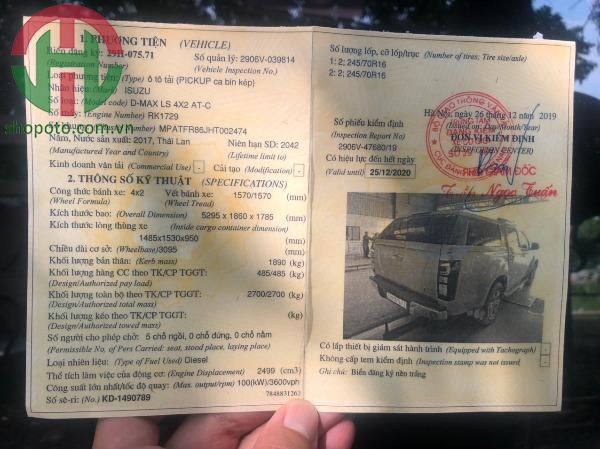 1. PHƯƠNG TIỆN (VEHICLE)
Biển đăng ký: 29H-075.71 Số quản lý: 2906V-039814
(Registration Number) (Vehicle Inspection No.)
Loại phương tiện: (Type) ô tô tải (PICKUP ca bin kép)
Nhãn hiệu: (Mark) ISUZU
Số loại: (Model code) D-MAX LS 4X2 AT-C
(Engine Number) RK1729
MPATFR86JHT002474
Năm, Nước sản xuất: 2017, Thái Lan Niên hạn SD: 2042
(Manufactured Year and Country) (Lifetime limit to)
Kinh doanh vận tải (Commercial Use) - Cải tạo (Modification) -
2. THÔNG SỐ KỸ THUẬT (SPECIFICATIONS)
Công thức bánh xe: 4x2 Vết bánh xe: 1570/1570 (mm)
(Wheel Formula) (Wheel Tread)
Kích thước bao: (Overall Dimension) 5295 x 1860 x 1785 (mm)
Kích thước lòng thùng xe (Inside cargo container dimension)
1485x1530x950 (mm)
Chiều dài cơ sở: (Wheelbase) 3095 (mm)
Khối lượng bản thân: (Kerb mass) 1890 (kg)
Khối lượng hàng CC theo TK/CP TGGT: 485/485 (kg)
(Design/Authorized pay load)
Khối lượng toàn bộ theo TK/CP TGGT: 2700/2700 (kg)
(Design/Authorized total mass)
Khối lượng kéo theo TK/CP TGGT: (kg)
(Design/Authorized towed mass)
Số người cho phép chở: 5 chỗ ngồi, 0 chỗ đứng, 0 chỗ nằm
(Permissible No. of Pers Carried: seat, stood place, laying place)
Loại nhiên liệu: (Type of Fuel Used) Diesel
Thể tích làm việc của động cơ: (Engine Displacement) 2499 (cm3)
Công suất lớn nhất/tốc độ quay: (Max. output/rpm) 100(kW)/3600vph
Số sê-ri: (No.) KD-1490789 7848831262
Số lượng lốp, cỡ lốp/trục: (Number of tires; Tire size/axle)
1: 2; 245/70R16
2: 2; 245/70R16
Hà Nội, ngày 26 tháng 12 năm 2019
(Issued on: Day/Month/Year)
Số phiếu kiểm định ĐƠN VỊ KIỂM ĐỊNH
(Inspection Report No) (INSPECTION CENTER)
2906V-47680/19
Có hiệu lực đến hết ngày
(Valid until) 25/12/2020 PHÓ GIÁM ĐỐC
Ngọc Tuấn
Có lắp thiết bị giám sát hành trình (Equipped with Tachograph) -
Không cấp tem kiểm định (Inspection stamp was not issued) -
Ghi chú: Biển đăng ký nền trắng
shopoto.com.vn